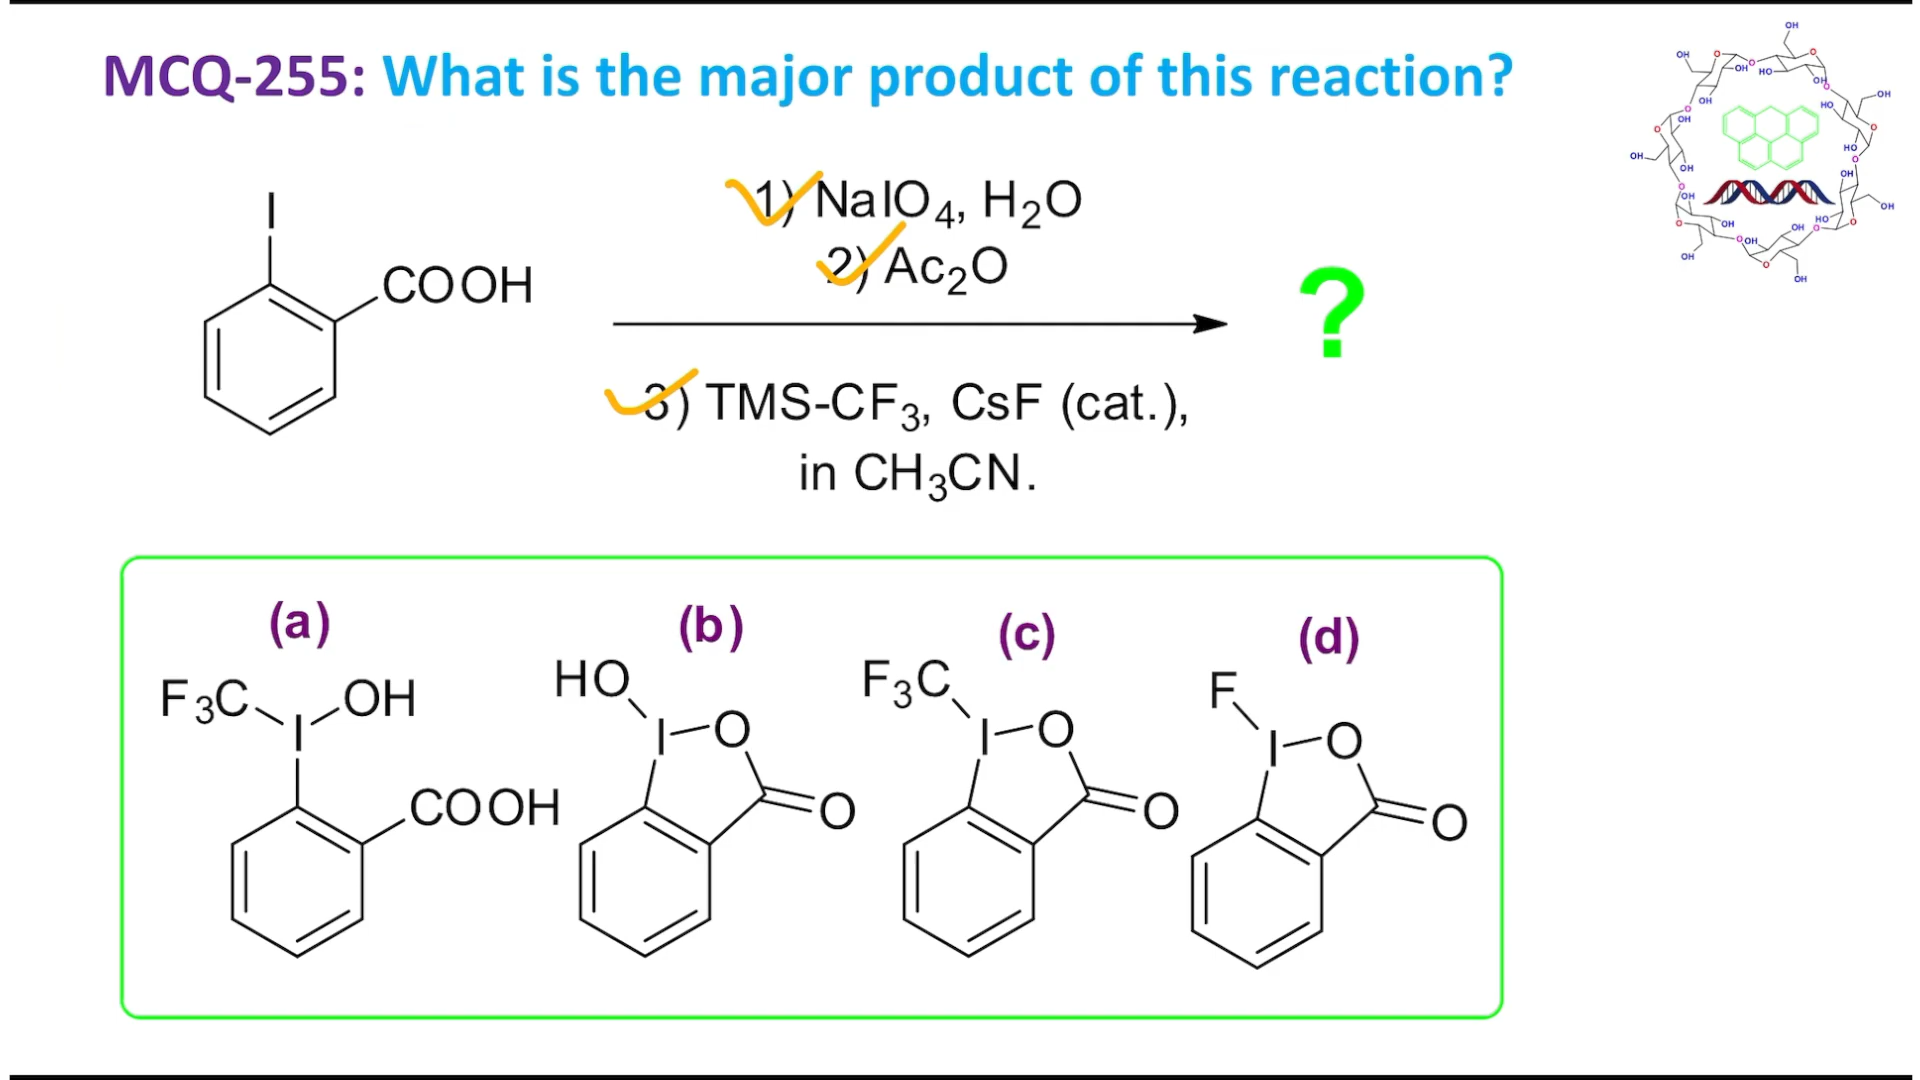 MCQ-255: What is the major product of this reaction?
I
COOH
1) NaIO4, H2O
2) Ac2O
3) TMS-CF3, CsF (cat.),
in CH3CN.
?
(a)
(b)
(c)
(d)
F3C
I
OH
COOH
HO
I
O
O
F3C
I
O
O
F
I
O
O